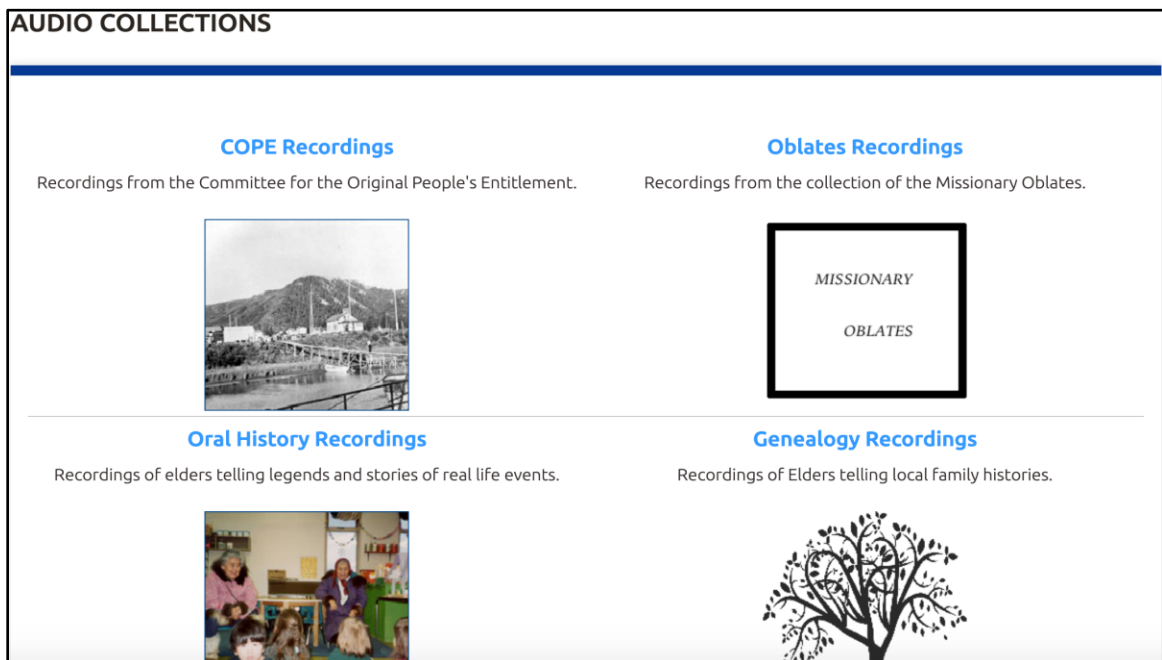 AUDIO COLLECTIONS
COPE Recordings
Recordings from the Committee for the Original People's Entitlement.
Oblates Recordings
Recordings from the collection of the Missionary Oblates.
MISSIONARY
OBLATES
Oral History Recordings
Recordings of elders telling legends and stories of real life events.
Genealogy Recordings
Recordings of Elders telling local family histories.